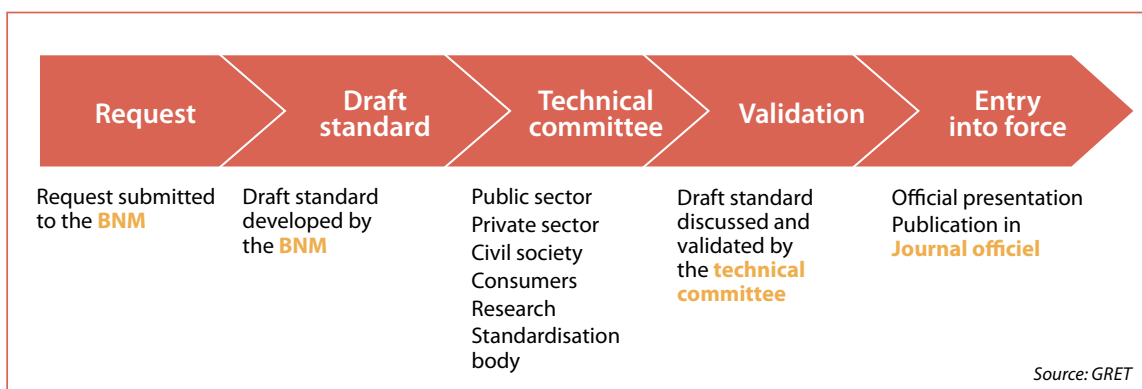 Request
Draft
standard
Technical
committee
Validation
Entry
into force
Request submitted
to the BNM
Draft standard
developed by
the BNM
Public sector
Private sector
Civil society
Consumers
Research
Standardisation
body
Draft standard
discussed and
validated by
the technical
committee
Official presentation
Publication in
Journal officiel
Source: GRET